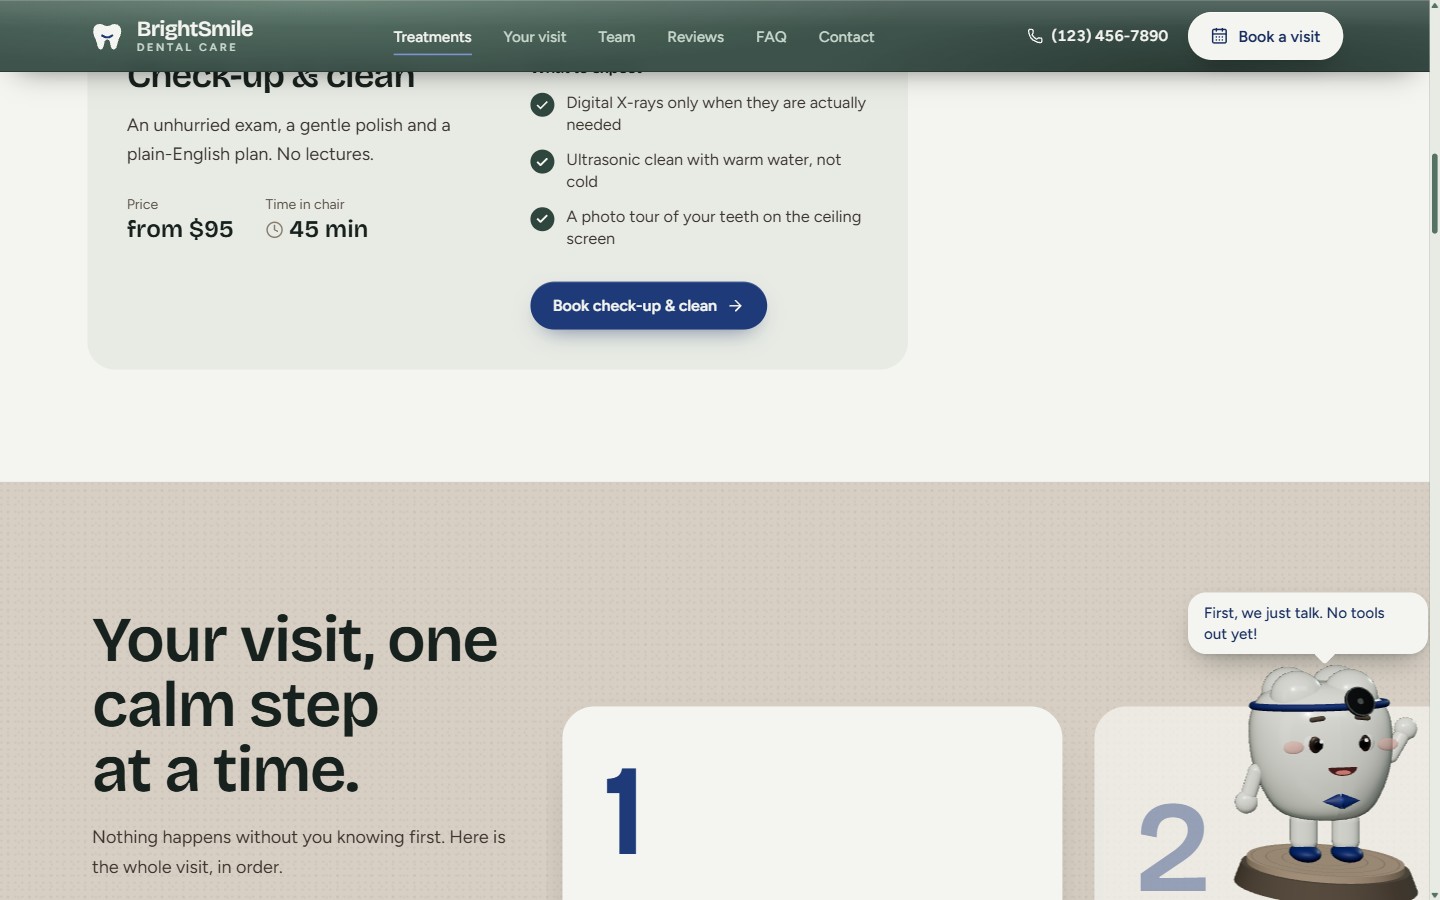 BrightSmile
DENTAL CARE
Treatments
Your visit
Team
Reviews
FAQ
Contact
(123) 456-7890
Book a visit
Check-up & clean
An unhurried exam, a gentle polish and a
plain-English plan. No lectures.
Price
from $95
Time in chair
45 min
What to expect
Digital X-rays only when they are actually
needed
Ultrasonic clean with warm water, not
cold
A photo tour of your teeth on the ceiling
screen
Book check-up & clean
Your visit, one
calm step
at a time.
Nothing happens without you knowing first. Here is
the whole visit, in order.
1
2
First, we just talk. No tools
out yet!